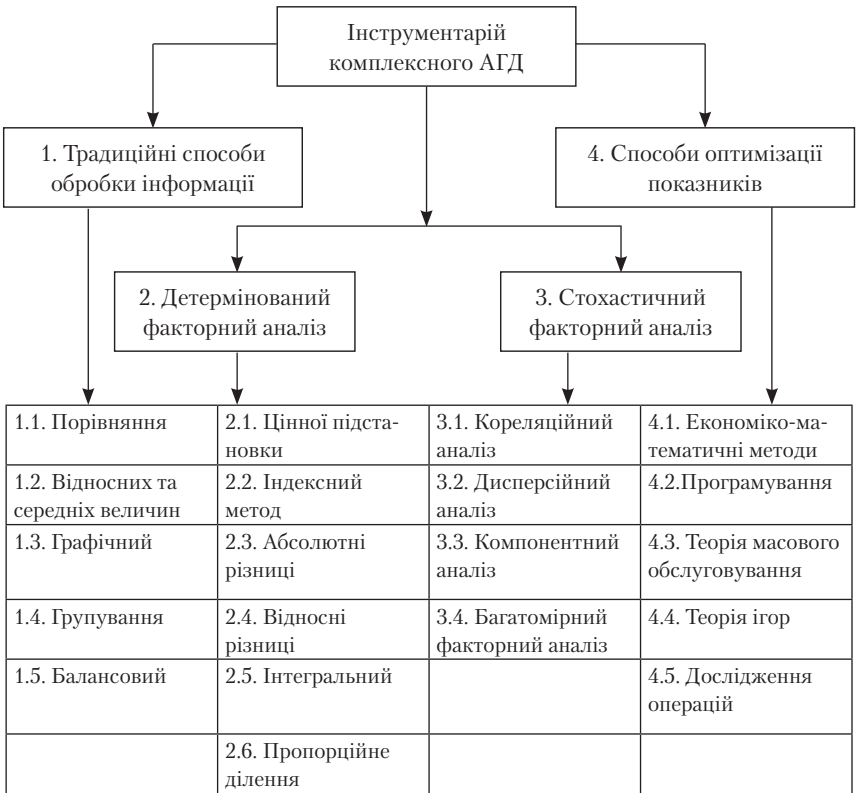 Інструментарій
комплексного АГД
1. Традиційні способи
обробки інформації
4. Способи оптимізації
показників
2. Детермінований
факторний аналіз
3. Стохастичний
факторний аналіз
1.1. Порівняння
2.1. Цінної підста-
новки
3.1. Кореляційний
аналіз
4.1. Економіко-ма-
тематичні методи
1.2. Відносних та
середніх величин
2.2. Індексний
метод
3.2. Дисперсійний
аналіз
4.2.Програмування
1.3. Графічний
2.3. Абсолютні
різниці
3.3. Компонентний
аналіз
4.3. Теорія масового
обслуговування
1.4. Групування
2.4. Відносні
різниці
3.4. Багатомірний
факторний аналіз
4.4. Теорія ігор
1.5. Балансовий
2.5. Інтегральний
4.5. Дослідження
операцій
2.6. Пропорційне
ділення